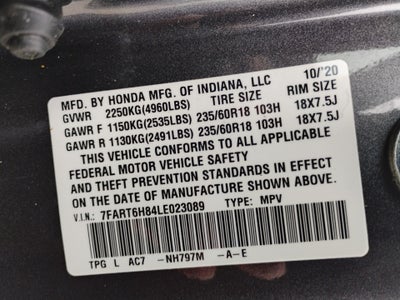 MFD. BY HONDA MFG. OF INDIANA, LLC 10/'20
GVWR 2250KG(4960LBS) TIRE SIZE RIM SIZE
GAWR F 1150KG(2535LBS) 235/60R18 103H 18X7.5J
GAWR R 1130KG(2491LBS) 235/60R18 103H 18X7.5J
THIS VEHICLE CONFORMS TO ALL APPLICABLE
FEDERAL MOTOR VEHICLE SAFETY
AND THEFT PREVENTION STANDARDS IN EFFECT
ON THE DATE OF MANUFACTURE SHOWN ABOVE.
V.I.N.: 7FART6H84LE023089 TYPE: MPV
TPG L AC7 -NH797M -A-E